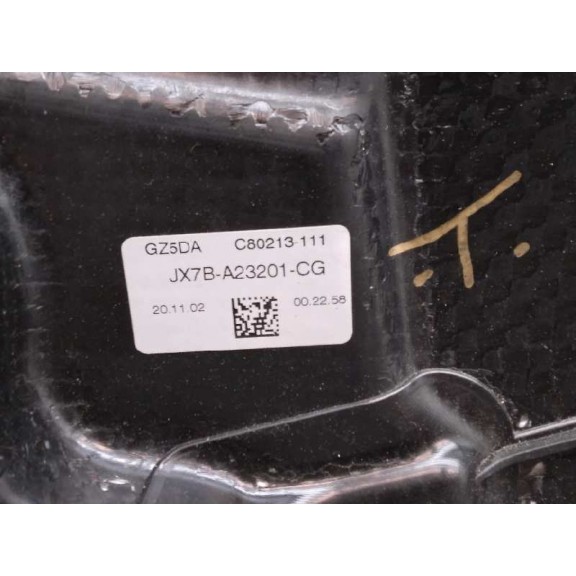 GZ5DA C80213 111
JX7B-A23201-CG
20.11.02 00.22.58
.T.